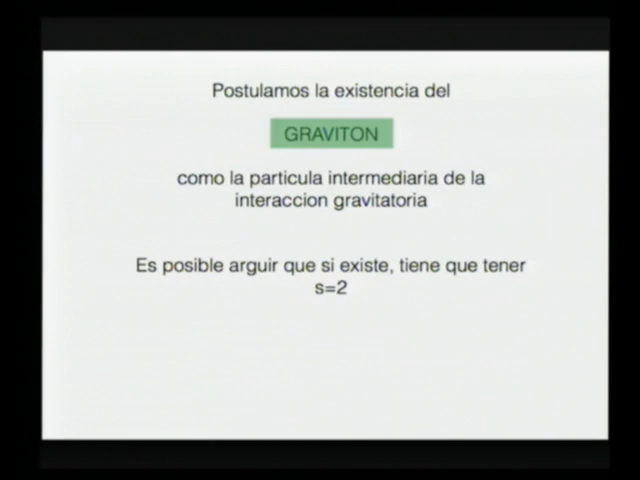 Postulamos la existencia del
GRAVITON
como la particula intermediaria de la
interaccion gravitatoria
Es posible arguir que si existe, tiene que tener
s=2